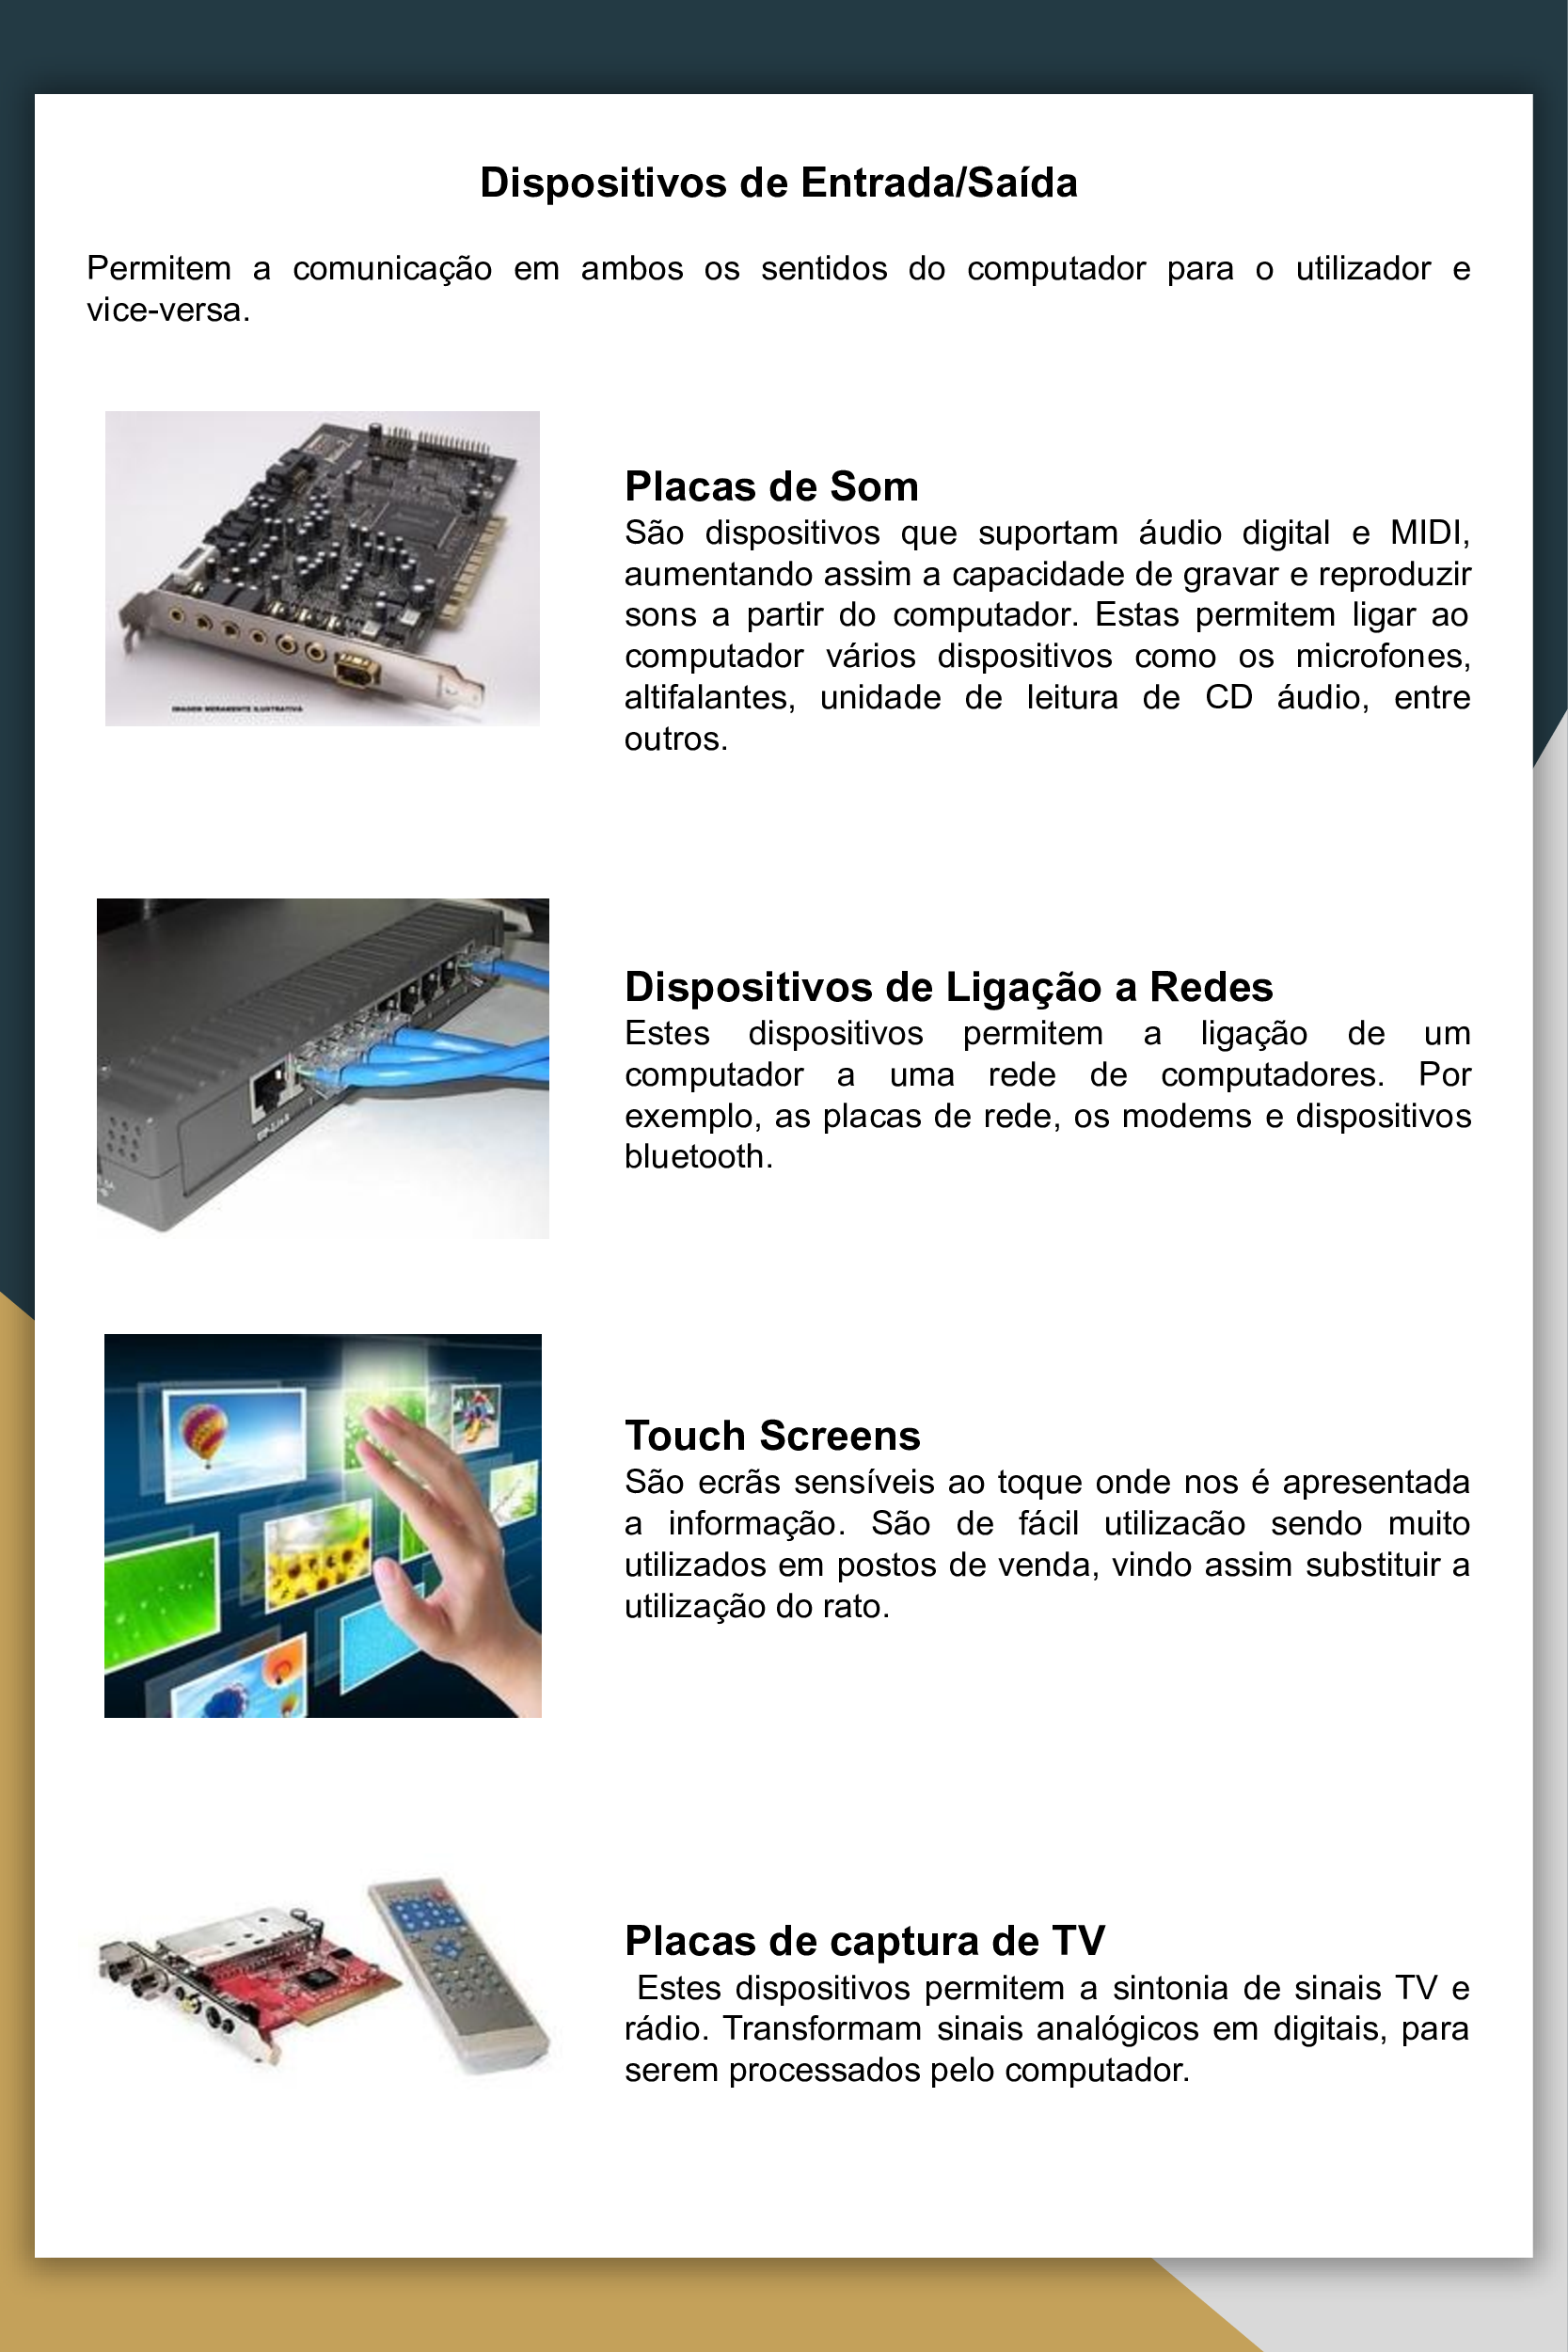 Dispositivos de Entrada/Saída
Permitem a comunicação em ambos os sentidos do computador para o utilizador e
vice-versa.
IMAGEM MERAMENTE ILUSTRATIVA
Placas de Som
São dispositivos que suportam áudio digital e MIDI,
aumentando assim a capacidade de gravar e reproduzir
sons a partir do computador. Estas permitem ligar ao
computador vários dispositivos como os microfones,
altifalantes, unidade de leitura de CD áudio, entre
outros.
Dispositivos de Ligação a Redes
Estes dispositivos permitem a ligação de um
computador a uma rede de computadores. Por
exemplo, as placas de rede, os modems e dispositivos
bluetooth.
Touch Screens
São ecrãs sensíveis ao toque onde nos é apresentada
a informação. São de fácil utilizacão sendo muito
utilizados em postos de venda, vindo assim substituir a
utilização do rato.
Placas de captura de TV
Estes dispositivos permitem a sintonia de sinais TV e
rádio. Transformam sinais analógicos em digitais, para
serem processados pelo computador.